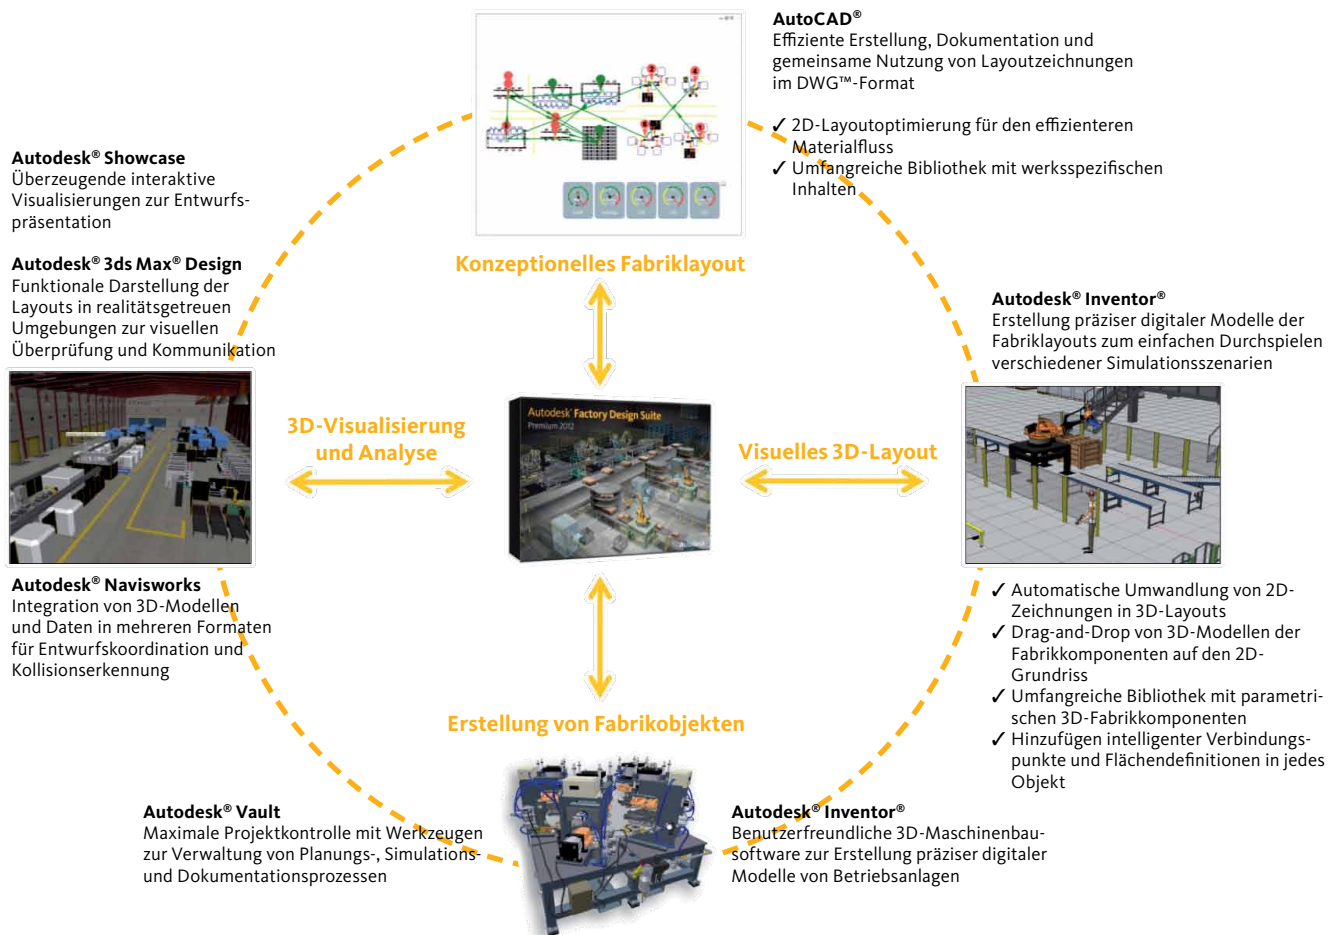 AutoCAD®
Effiziente Erstellung, Dokumentation und
gemeinsame Nutzung von Layoutzeichnungen
im DWG™-Format
✓ 2D-Layoutoptimierung für den effizienteren
Materialfluss
✓ Umfangreiche Bibliothek mit werksspezifischen
Inhalten
Autodesk® Showcase
Überzeugende interaktive
Visualisierungen zur Entwurfs-
präsentation
Autodesk® 3ds Max® Design
Funktionale Darstellung der
Layouts in realitätsgetreuen
Umgebungen zur visuellen
Überprüfung und Kommunikation
Konzeptionelles Fabriklayout
Autodesk® Inventor®
Erstellung präziser digitaler Modelle der
Fabriklayouts zum einfachen Durchspielen
verschiedener Simulationsszenarien
3D-Visualisierung
und Analyse
Autodesk® Factory Design Suite
Premium 2012
Visuelles 3D-Layout
Autodesk® Navisworks
Integration von 3D-Modellen
und Daten in mehreren Formaten
für Entwurfskoordination und
Kollisionserkennung
✓ Automatische Umwandlung von 2D-
Zeichnungen in 3D-Layouts
✓ Drag-and-Drop von 3D-Modellen der
Fabrikkomponenten auf den 2D-
Grundriss
✓ Umfangreiche Bibliothek mit parametri-
schen 3D-Fabrikkomponenten
✓ Hinzufügen intelligenter Verbindungs-
punkte und Flächendefinitionen in jedes
Objekt
Erstellung von Fabrikobjekten
Autodesk® Vault
Maximale Projektkontrolle mit Werkzeugen
zur Verwaltung von Planungs-, Simulations-
und Dokumentationsprozessen
Autodesk® Inventor®
Benutzerfreundliche 3D-Maschinenbau-
software zur Erstellung präziser digitaler
Modelle von Betriebsanlagen